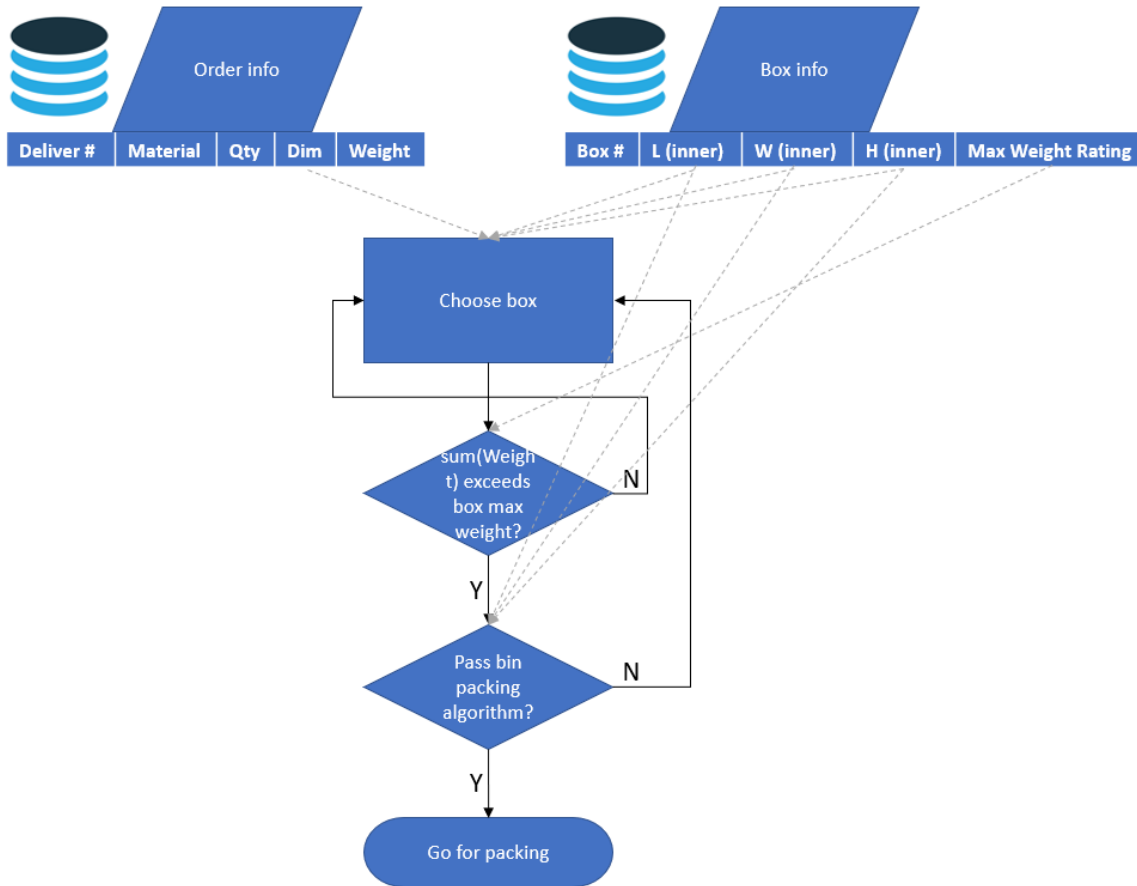 Order info
Box info
Deliver # Material Qty Dim Weight
Box # L (inner) W (inner) H (inner) Max Weight Rating
Choose box
sum(Weigh
t) exceeds
box max
weight?
N
Y
Pass bin
packing
algorithm?
N
Y
Go for packing